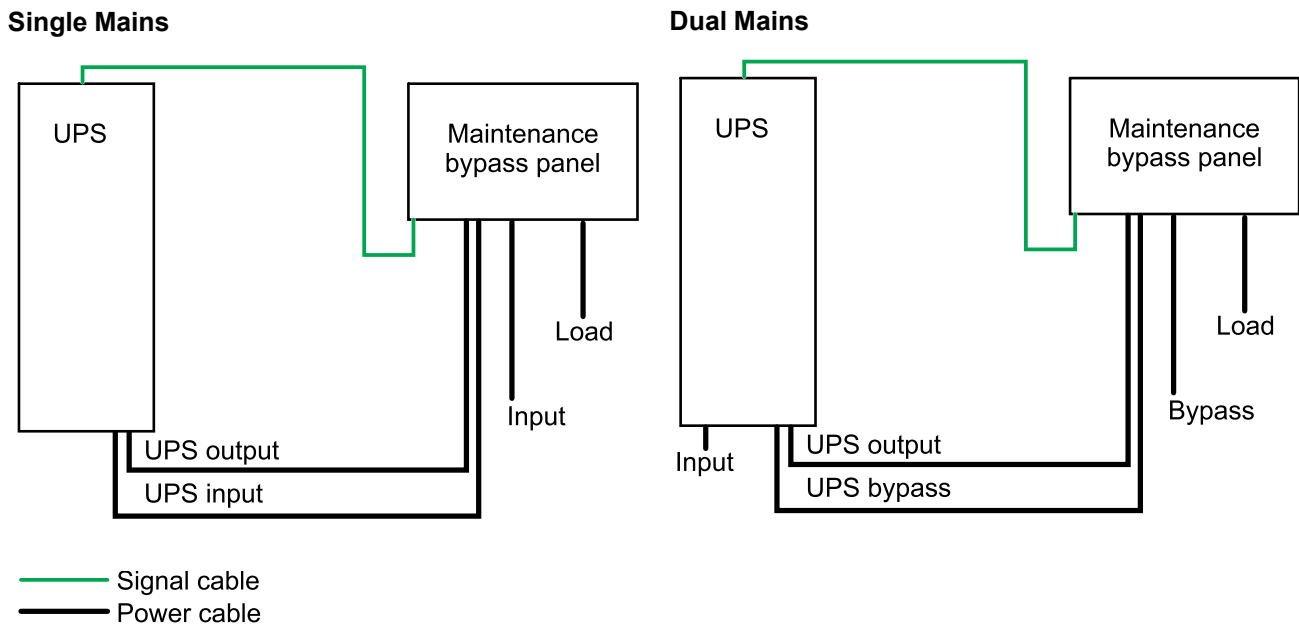 Single Mains
UPS
Maintenance
bypass panel
Load
Input
UPS output
UPS input
Dual Mains
UPS
Maintenance
bypass panel
Load
Bypass
Input
UPS output
UPS bypass
Signal cable
Power cable